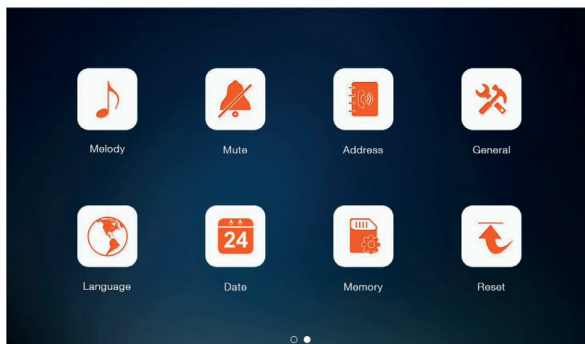 Melody
Mute
Address
General
24
Language
Date
Memory
Reset